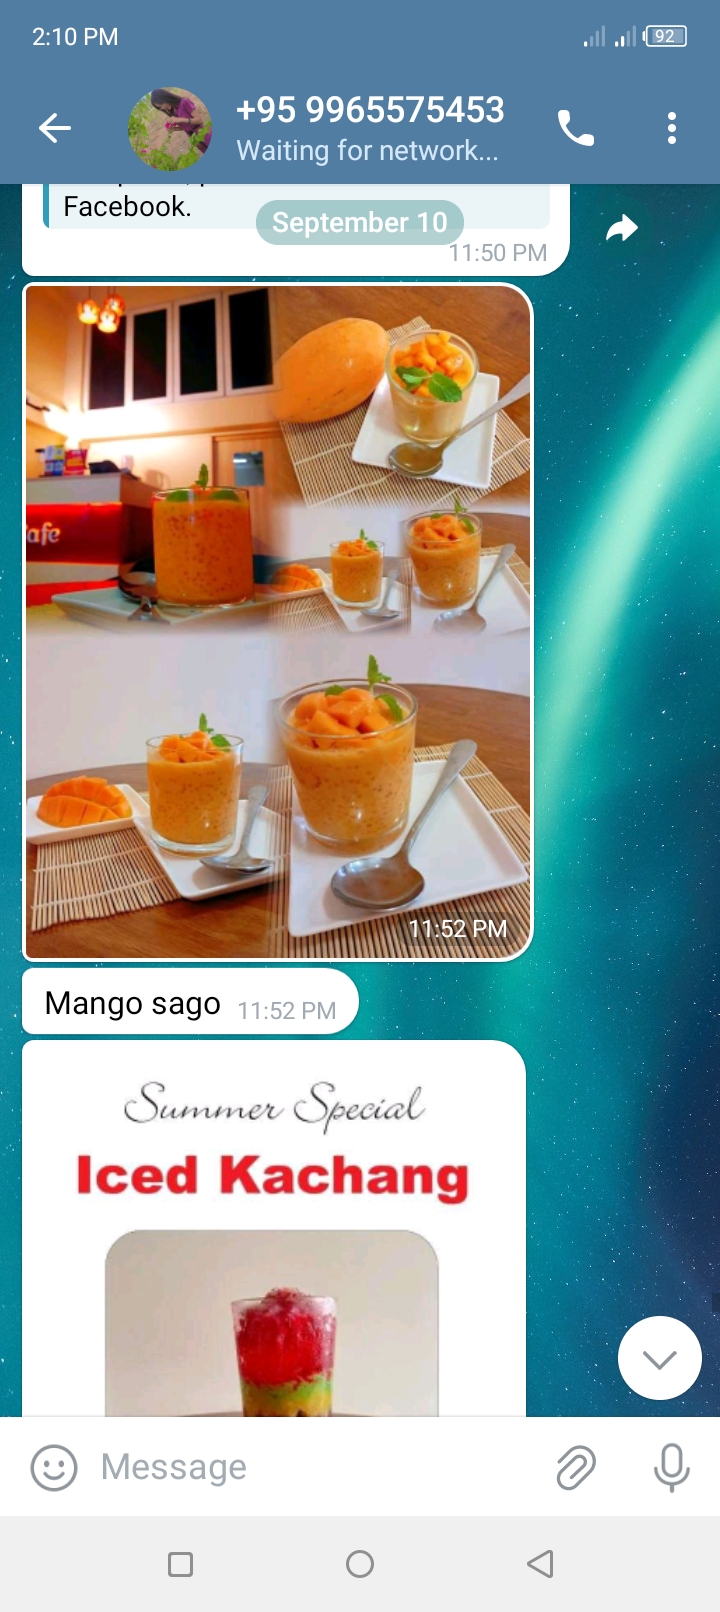 2:10 PM
92
+95 9965575453
Waiting for network...
Facebook.
September 10
11:50 PM
afe
11:52 PM
Mango sago 11:52 PM
Summer Special
Iced Kachang
Message